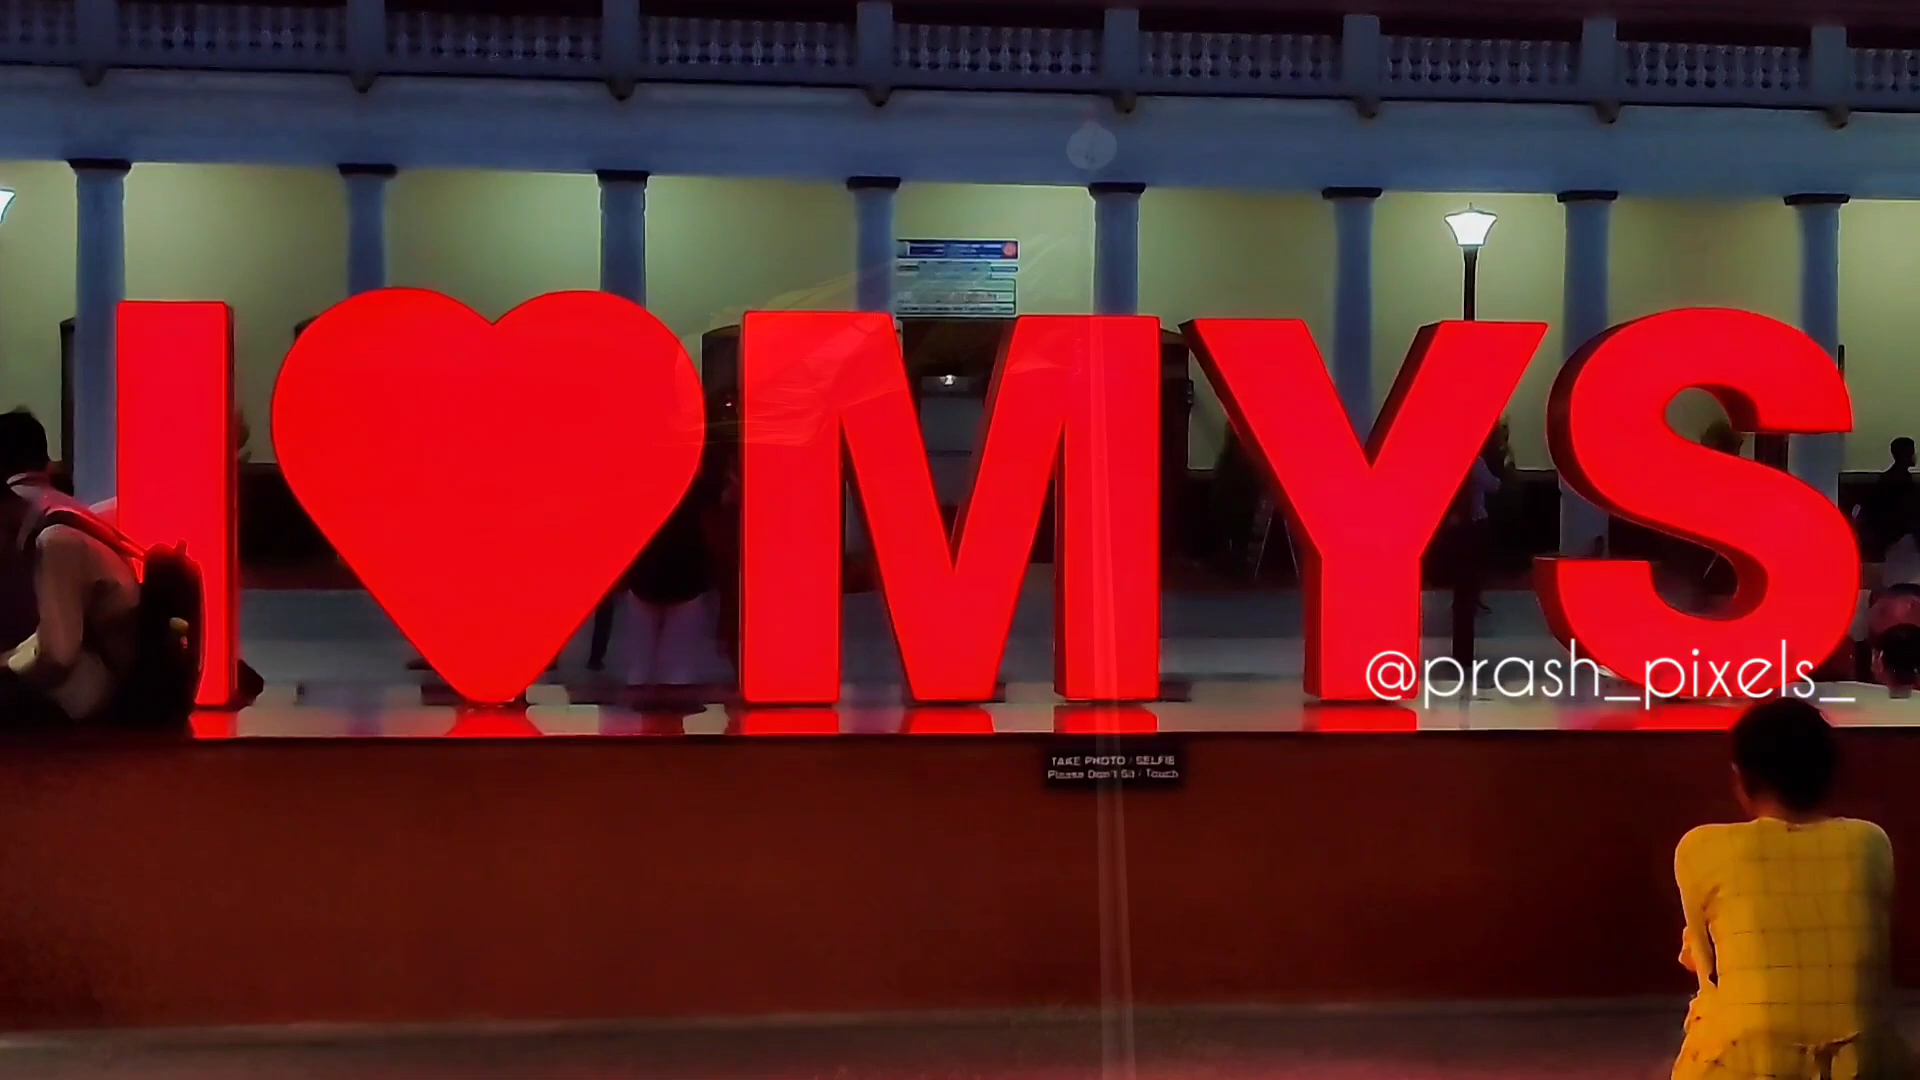 I ♥ MYS
@prash_pixels_
TAKE PHOTO / SELFIE
Please Don't Sit / Touch